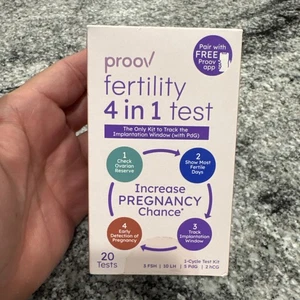 proov
Pair with
FREE
Proov
app
fertility
4 in 1 test
The Only Kit to Track the
Implantation Window (with PdG)
1
Check
Ovarian
Reserve
2
Show Most
Fertile
Days
Increase
PREGNANCY
Chance*
4
Early
Detection of
Pregnancy
3
Track
Implantation
Window
20
Tests
1-Cycle Test Kit
3 FSH | 10 LH | 5 PdG | 2 hCG